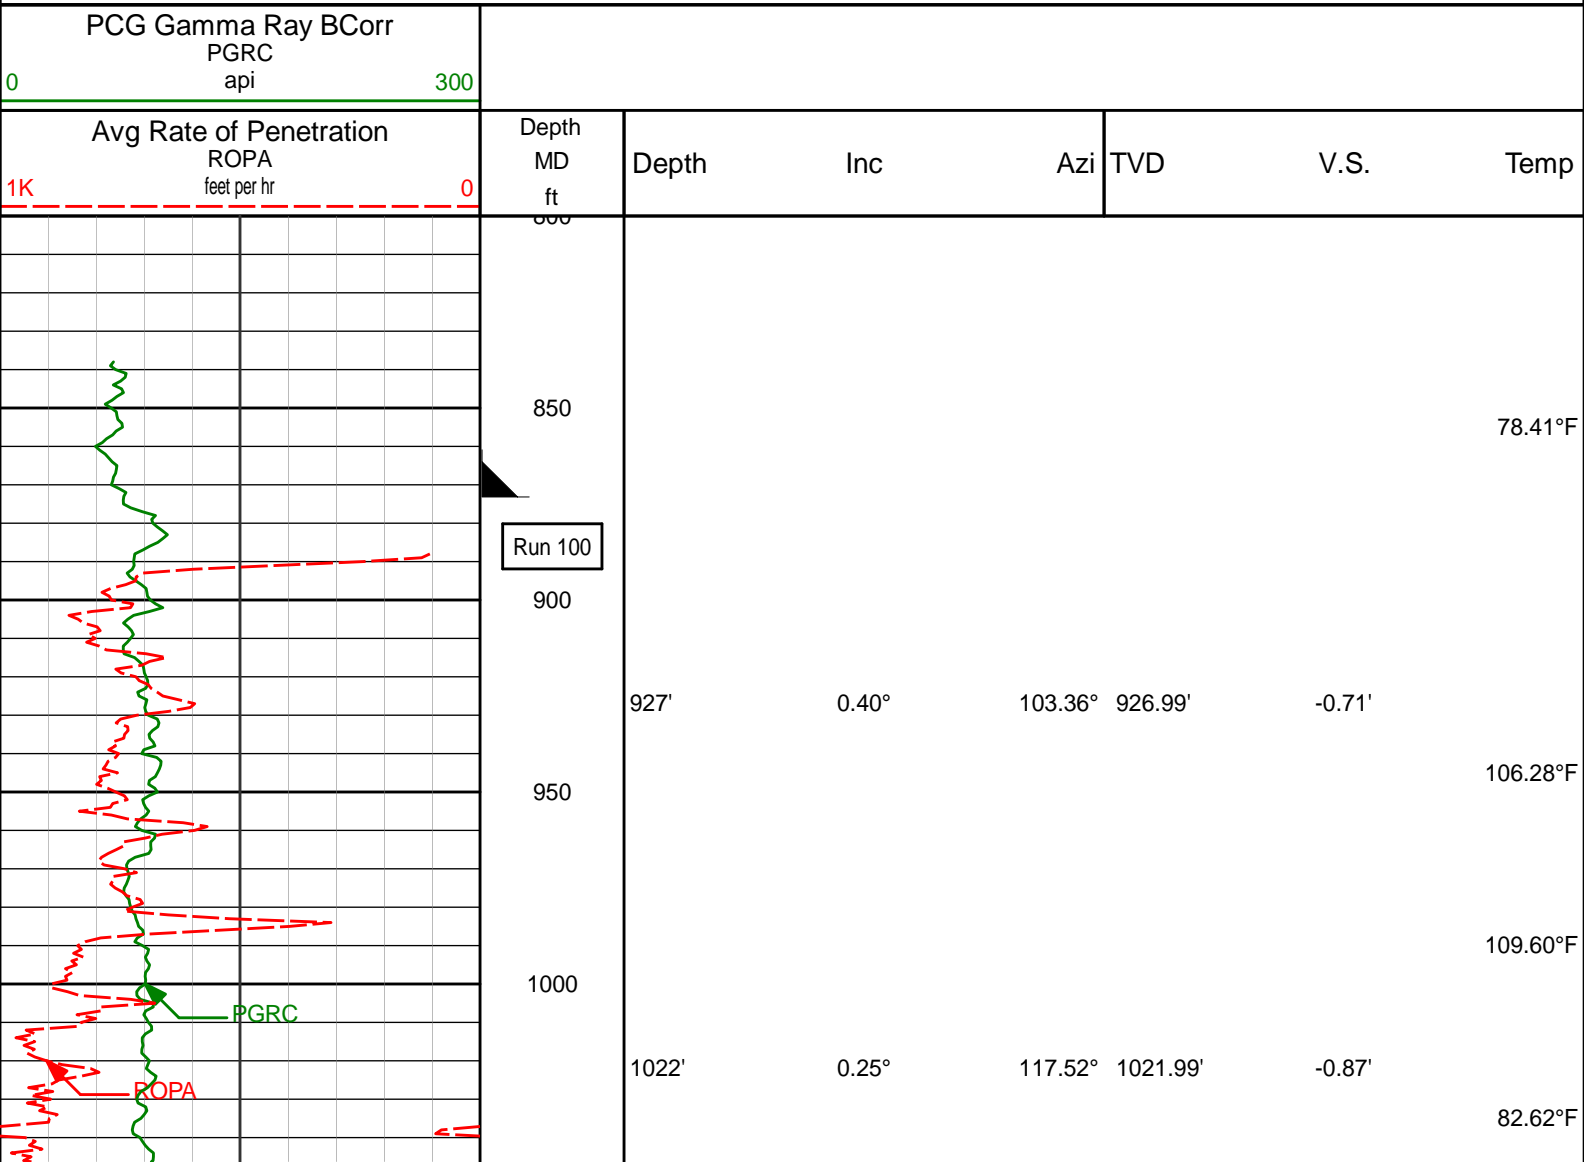 PCG Gamma Ray BCorr
PGRC
0 api 300
Avg Rate of Penetration
ROPA
1K feet per hr 0
Depth
MD
ft
Depth Inc Azi TVD V.S. Temp
800
850
78.41°F
Run 100
900
927' 0.40° 103.36° 926.99' -0.71'
106.28°F
950
109.60°F
1000
PGRC
1022' 0.25° 117.52° 1021.99' -0.87'
ROPA
82.62°F